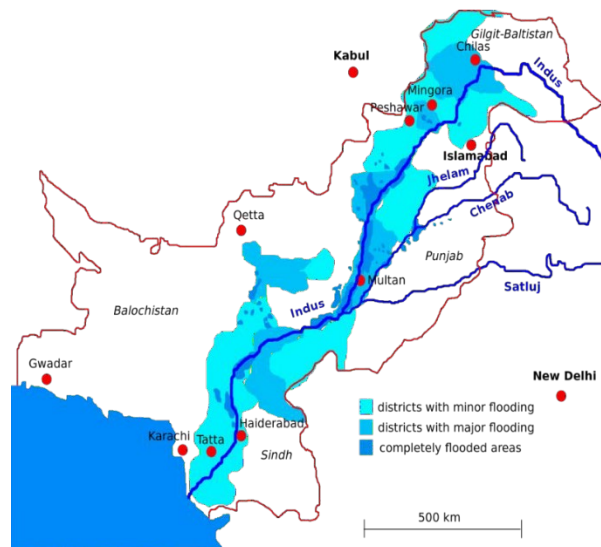 Gilgit-Baltistan
Chilas
Kabul
Indus
Mingora
Peshawar
Islamabad
Jhelam
Chenab
Qetta
Punjab
Multan
Satluj
Indus
Balochistan
Gwadar
New Delhi
districts with minor flooding
districts with major flooding
completely flooded areas
Haiderabad
Karachi
Tatta
Sindh
500 km